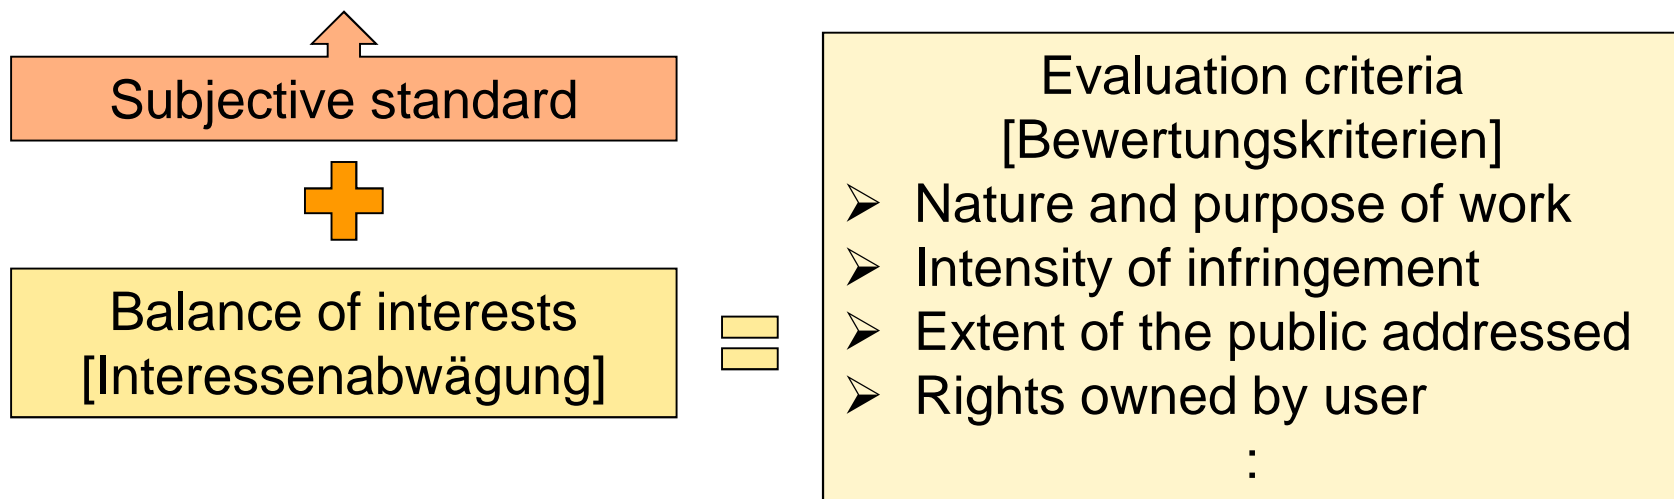 Subjective standard
Balance of interests
[Interessenabwägung]
Evaluation criteria
[Bewertungskriterien]
➢ Nature and purpose of work
➢ Intensity of infringement
➢ Extent of the public addressed
➢ Rights owned by user
: